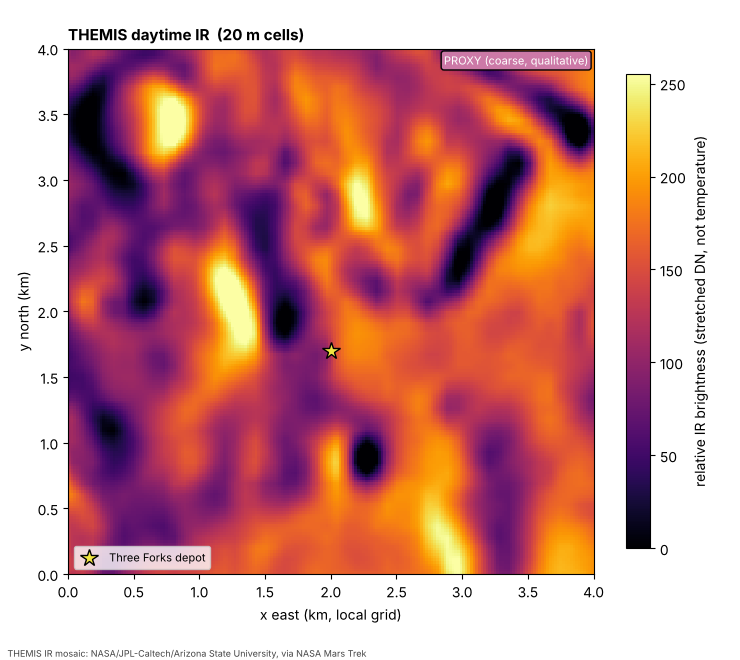 THEMIS daytime IR (20 m cells)
PROXY (coarse, qualitative)
4.0
3.5
3.0
2.5
2.0
1.5
1.0
0.5
0.0
y north (km)
0.0 0.5 1.0 1.5 2.0 2.5 3.0 3.5 4.0
x east (km, local grid)
Three Forks depot
250
200
150
100
50
0
relative IR brightness (stretched DN, not temperature)
THEMIS IR mosaic: NASA/JPL-Caltech/Arizona State University, via NASA Mars Trek